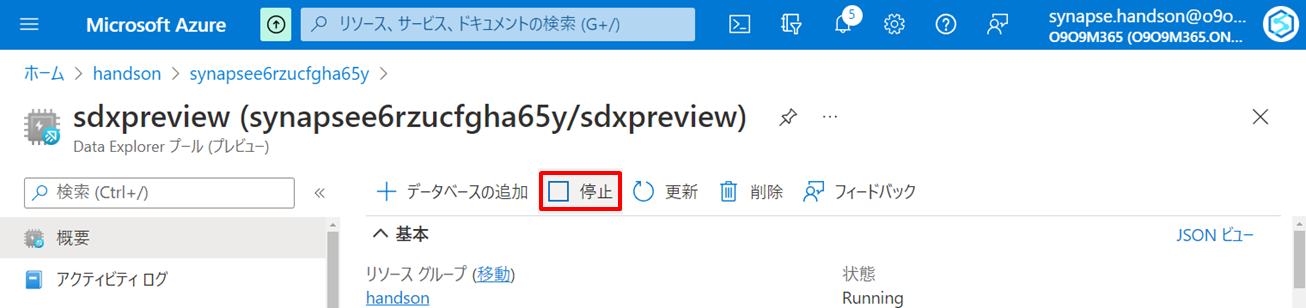 Microsoft Azure
リソース、サービス、ドキュメントの検索 (G+/)
5
synapse.handson@o9o...
O9O9M365 (O9O9M365.ON...
ホーム > handson > synapsee6rzucfgha65y >
sdxpreview (synapsee6rzucfgha65y/sdxpreview)
...
Data Explorer プール (プレビュー)
検索 (Ctrl+/)
«
データベースの追加 停止 更新 削除 フィードバック
概要
基本
JSON ビュー
アクティビティ ログ
リソース グループ (移動)
handson
状態
Running